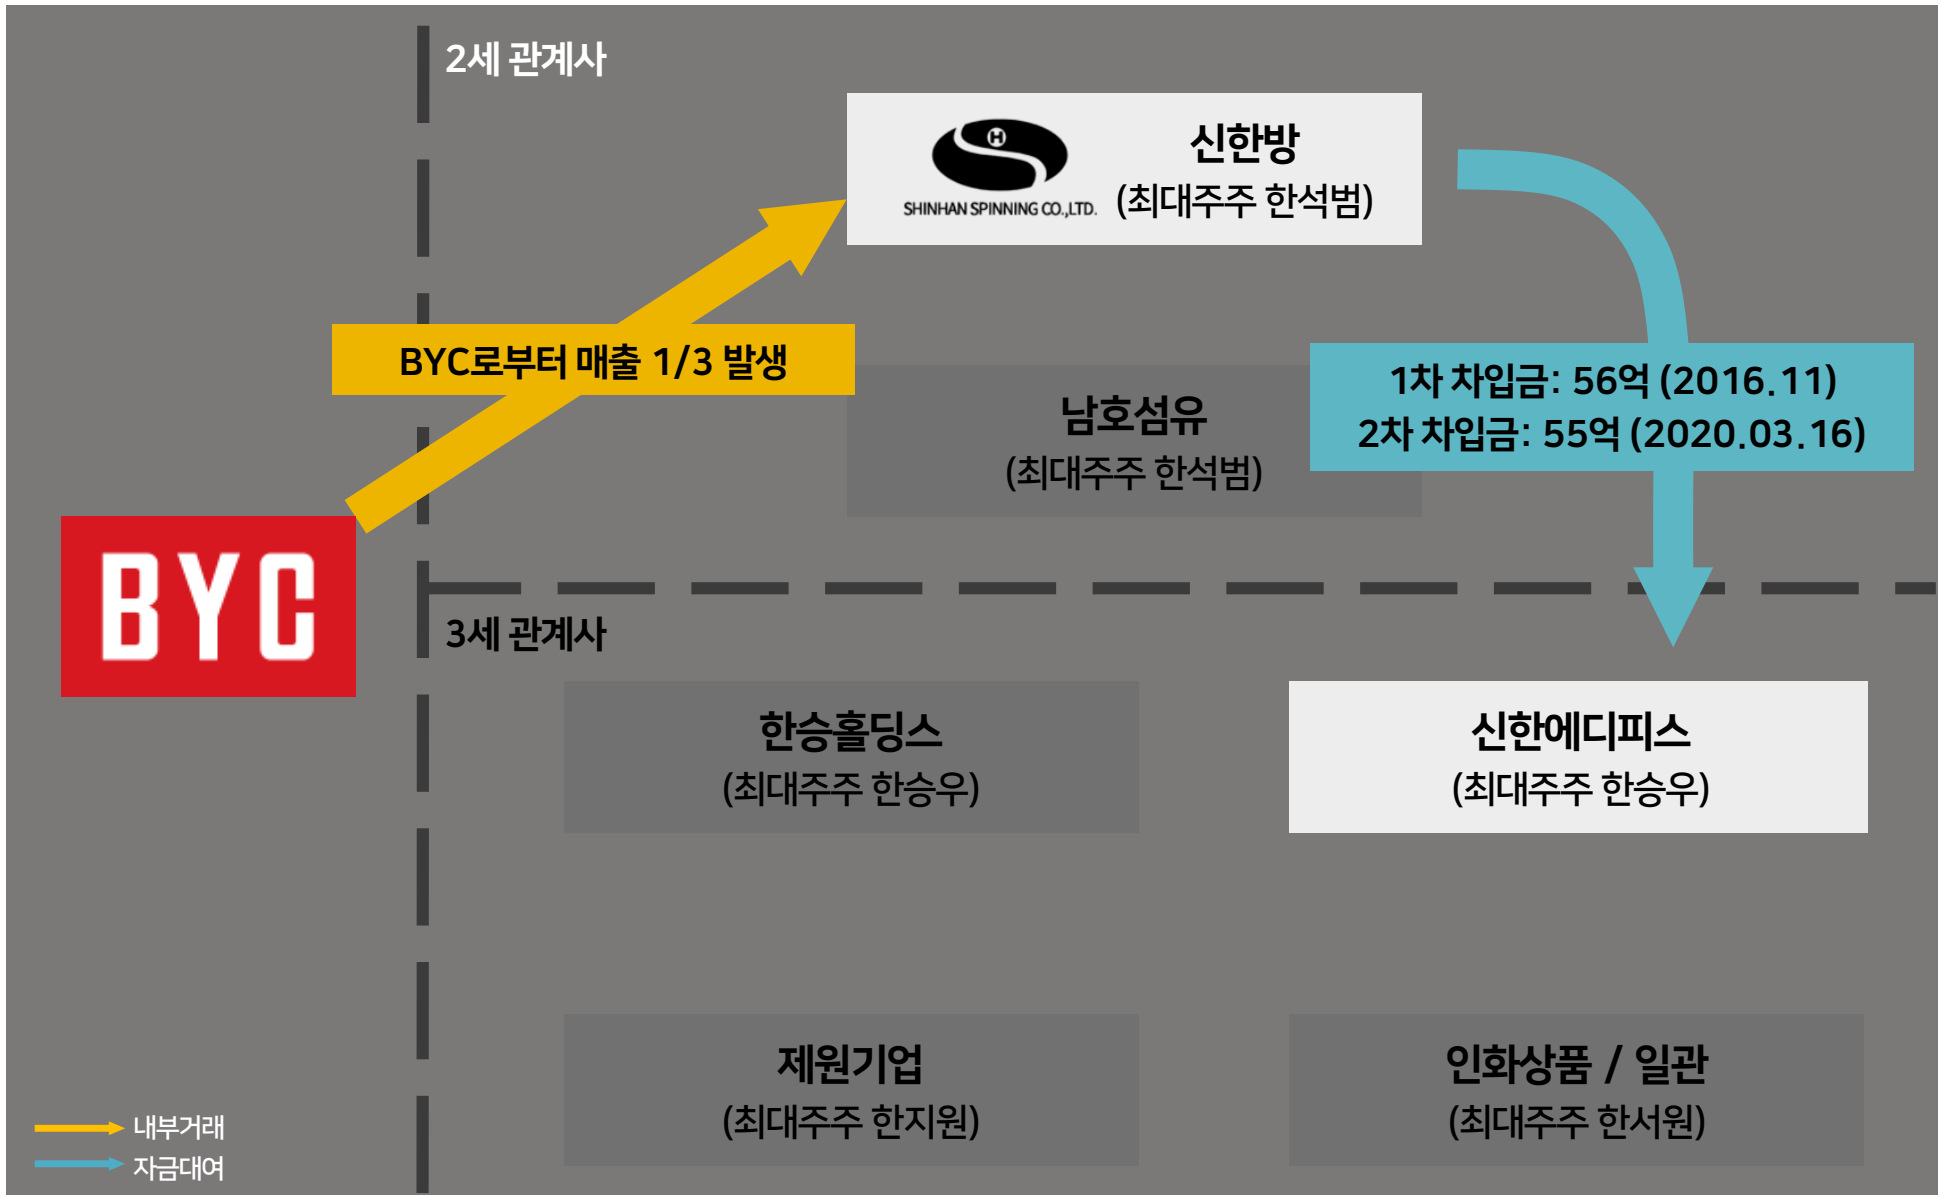 2세 관계사
신한방
(최대주주 한석범)
H
SHINHAN SPINNING CO.,LTD.
BYC로부터 매출 1/3 발생
1차 차입금: 56억 (2016.11)
2차 차입금: 55억 (2020.03.16)
남호섬유
(최대주주 한석범)
BYC
3세 관계사
한승홀딩스
(최대주주 한승우)
신한에디피스
(최대주주 한승우)
제원기업
(최대주주 한지원)
인화상품 / 일관
(최대주주 한서원)
내부거래
자금대여